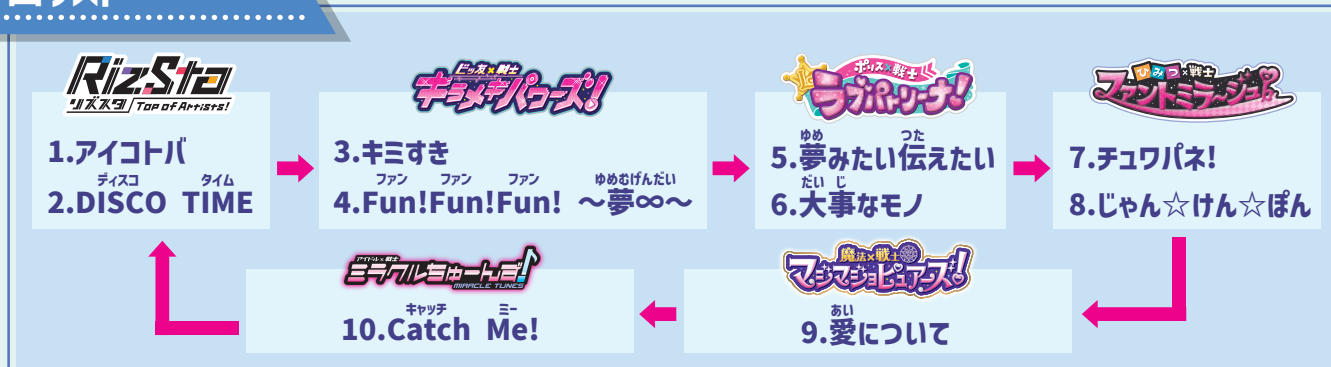 RizSta
リズスタ/Top of Artists!
1.アイコトバ
ディスコ タイム
2.DISCO TIME
ビッ友×戦士
キラメキパワーズ!
3.キミすき
ファン ファン ファン ゆめむげんだい
4.Fun!Fun!Fun! ～夢∞～
ポリス×戦士
ラブパトリーナ!
ゆめ つた
5.夢みたい伝えたい
だい じ
6.大事なモノ
ひみつ×戦士
ファントミラージュ!
7.チュワパネ!
8.じゃん☆けん☆ぽん
魔法×戦士
マジマジョピュアーズ!
あい
9.愛について
アイドル×戦士
ミラクルちゅーんず!
MIRACLE TUNES
キャッチ ミー
10.Catch Me!